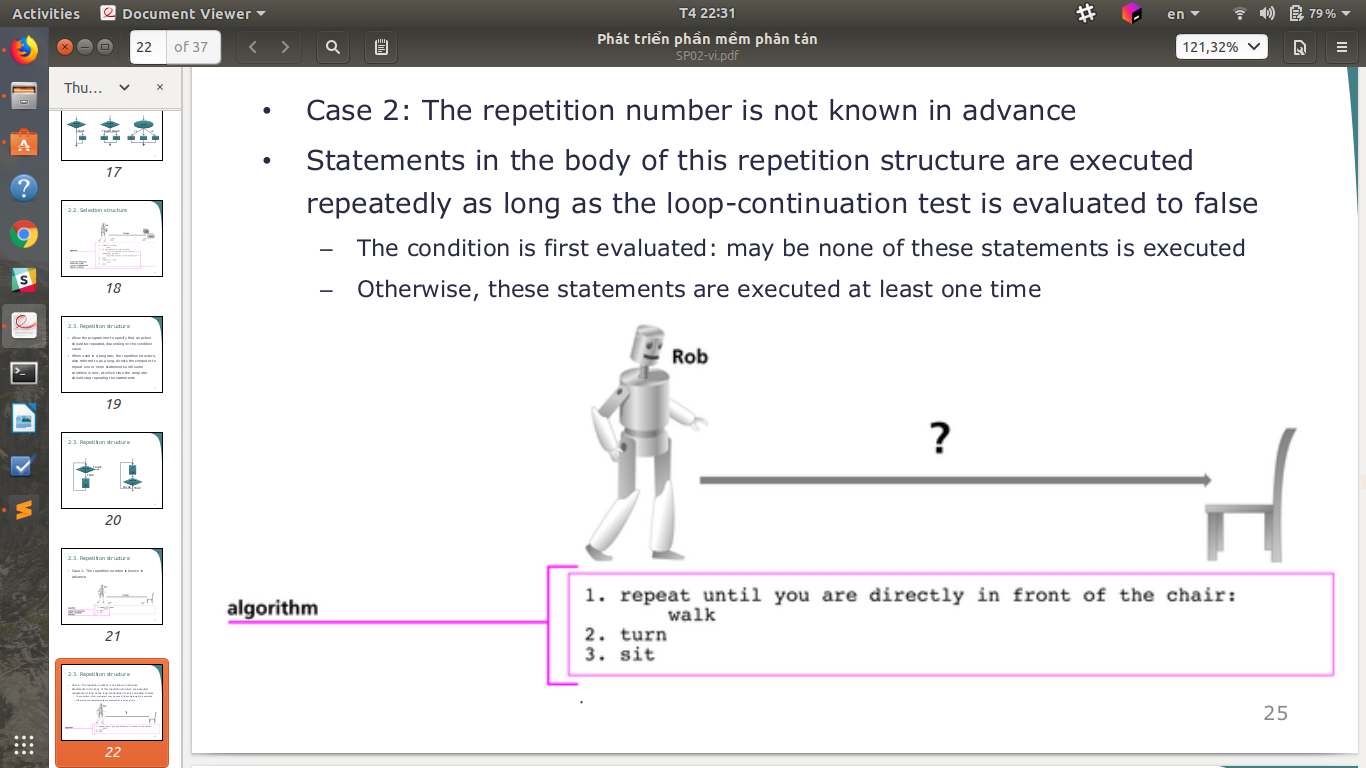 Activities
Document Viewer
T4 22:31
en
79 %
22
of 37
Phát triển phần mềm phân tán
SP02-vi.pdf
121,32%
Thu...
17
2.2. Selection structure
18
2.3. Repetition structure
19
2.3. Repetition structure
20
2.3. Repetition structure
21
2.3. Repetition structure
22
• Case 2: The repetition number is not known in advance
• Statements in the body of this repetition structure are executed
repeatedly as long as the loop-continuation test is evaluated to false
– The condition is first evaluated: may be none of these statements is executed
– Otherwise, these statements are executed at least one time
Rob
?
algorithm
1. repeat until you are directly in front of the chair:
walk
2. turn
3. sit
.
25